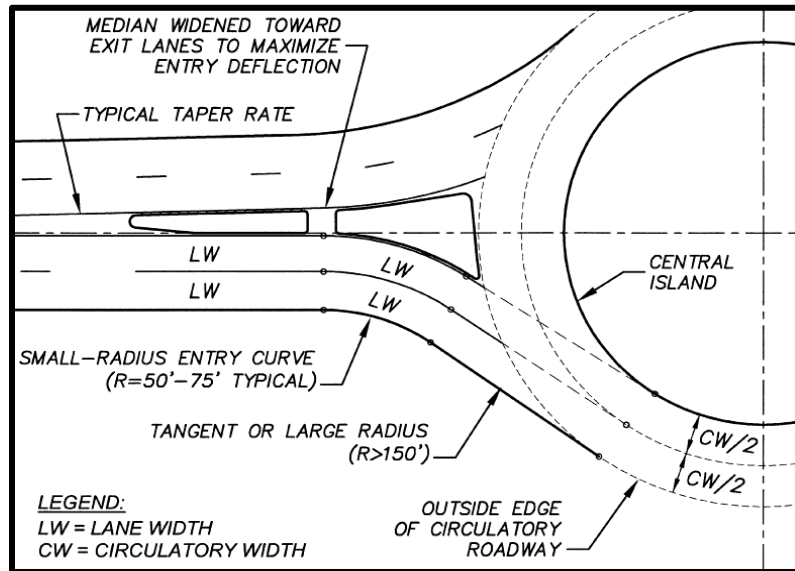 MEDIAN WIDENED TOWARD
EXIT LANES TO MAXIMIZE
ENTRY DEFLECTION
TYPICAL TAPER RATE
LW
LW
LW
LW
CENTRAL
ISLAND
SMALL-RADIUS ENTRY CURVE
(R=50'-75' TYPICAL)
TANGENT OR LARGE RADIUS
(R>150')
CW/2
CW/2
LEGEND:
LW = LANE WIDTH
CW = CIRCULATORY WIDTH
OUTSIDE EDGE
OF CIRCULATORY
ROADWAY